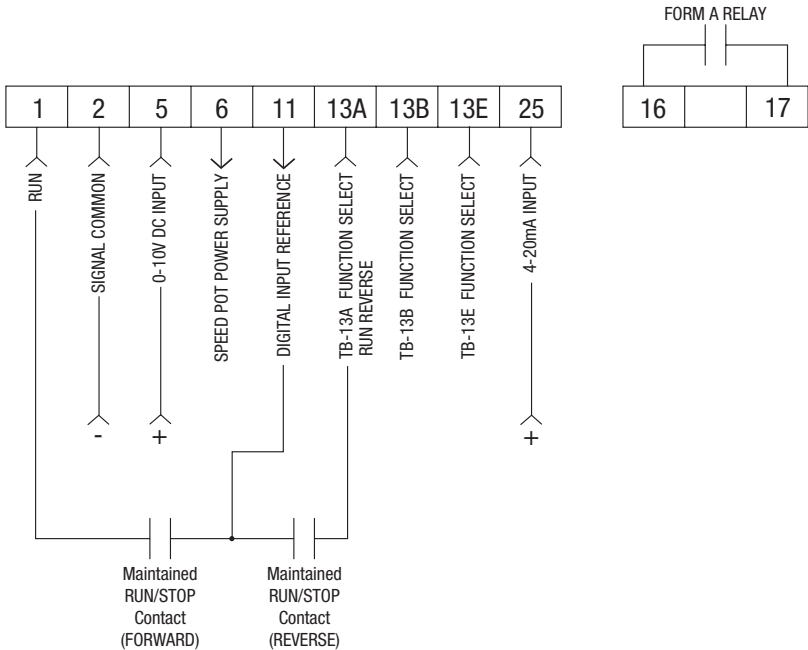 FORM A RELAY
1 2 5 6 11 13A 13B 13E 25
16 17
RUN
SIGNAL COMMON
0-10V DC INPUT
SPEED POT POWER SUPPLY
DIGITAL INPUT REFERENCE
TB-13A FUNCTION SELECT
RUN REVERSE
TB-13B FUNCTION SELECT
TB-13E FUNCTION SELECT
4-20mA INPUT
- + +
Maintained
RUN/STOP
Contact
(FORWARD)
Maintained
RUN/STOP
Contact
(REVERSE)